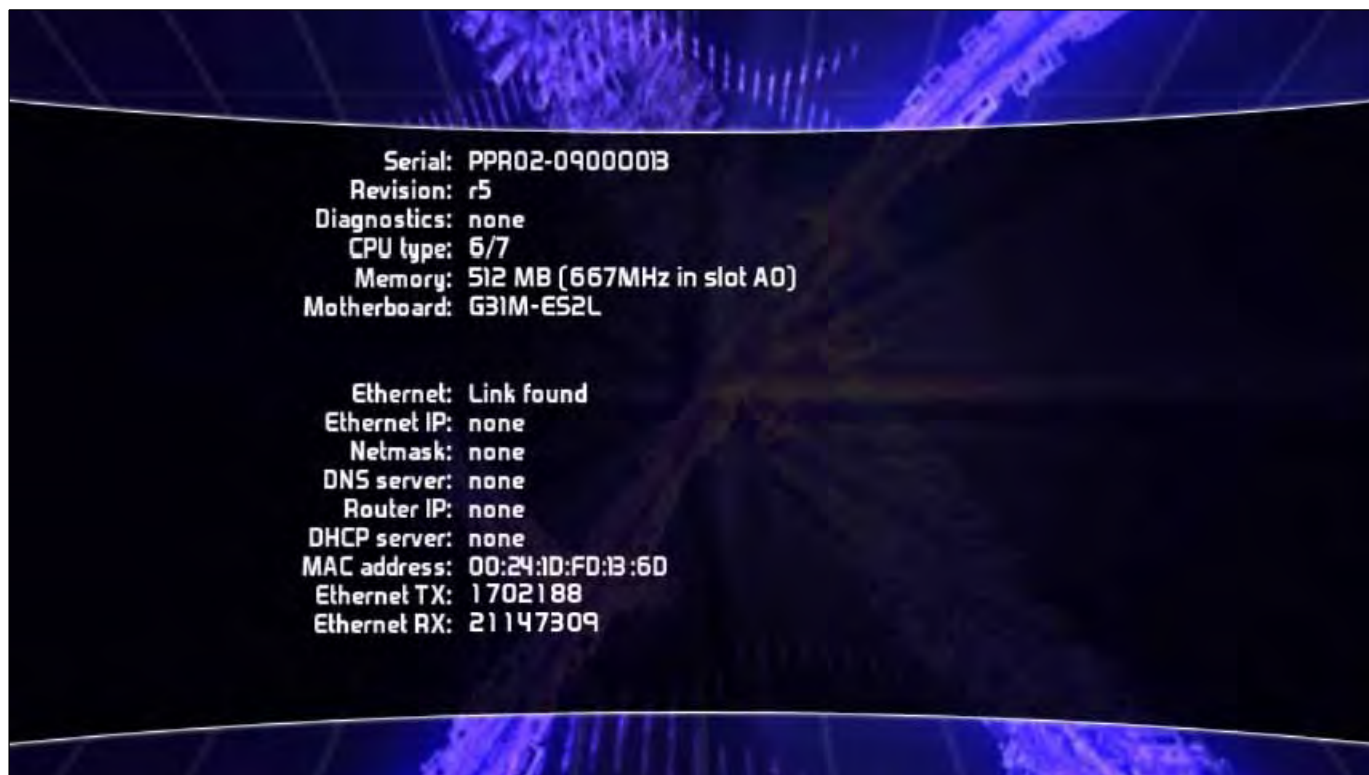 Serial: PPR02-09000013
Revision: r5
Diagnostics: none
CPU type: 6/7
Memory: 512 MB (667MHz in slot A0)
Motherboard: G31M-ES2L
Ethernet: Link found
Ethernet IP: none
Netmask: none
DNS server: none
Router IP: none
DHCP server: none
MAC address: 00:24:1D:FD:13:6D
Ethernet TX: 1702188
Ethernet RX: 21147309